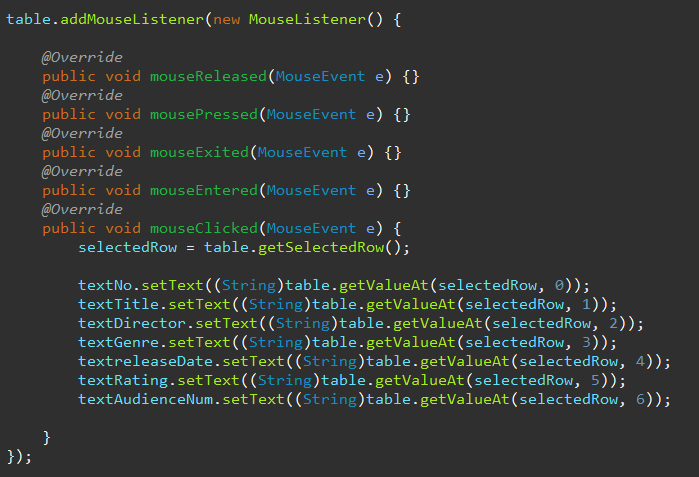 table.addMouseListener(new MouseListener() {
@Override
public void mouseReleased(MouseEvent e) {}
@Override
public void mousePressed(MouseEvent e) {}
@Override
public void mouseExited(MouseEvent e) {}
@Override
public void mouseEntered(MouseEvent e) {}
@Override
public void mouseClicked(MouseEvent e) {
selectedRow = table.getSelectedRow();
textNo.setText((String)table.getValueAt(selectedRow, 0));
textTitle.setText((String)table.getValueAt(selectedRow, 1));
textDirector.setText((String)table.getValueAt(selectedRow, 2));
textGenre.setText((String)table.getValueAt(selectedRow, 3));
textreleaseDate.setText((String)table.getValueAt(selectedRow, 4));
textRating.setText((String)table.getValueAt(selectedRow, 5));
textAudienceNum.setText((String)table.getValueAt(selectedRow, 6));
}
});